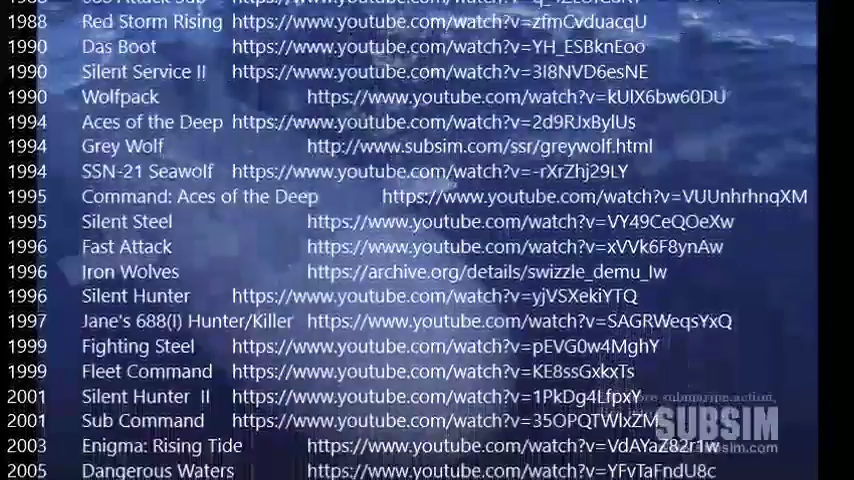 1988 Red Storm Rising https://www.youtube.com/watch?v=zfmCvduacqU
1990 Das Boot https://www.youtube.com/watch?v=YH_ESBknEoo
1990 Silent Service II https://www.youtube.com/watch?v=3I8NVD6esNE
1990 Wolfpack https://www.youtube.com/watch?v=kUlX6bw60DU
1994 Aces of the Deep https://www.youtube.com/watch?v=2d9RJxBylUs
1994 Grey Wolf http://www.subsim.com/ssr/greywolf.html
1994 SSN-21 Seawolf https://www.youtube.com/watch?v=-rXrZhj29LY
1995 Command: Aces of the Deep https://www.youtube.com/watch?v=VUUnhrhnqXM
1995 Silent Steel https://www.youtube.com/watch?v=VY49CeQOeXw
1996 Fast Attack https://www.youtube.com/watch?v=xVVk6F8ynAw
1996 Iron Wolves https://archive.org/details/swizzle_demu_Iw
1996 Silent Hunter https://www.youtube.com/watch?v=yjVSXekiYTQ
1997 Jane's 688(i) Hunter/Killer https://www.youtube.com/watch?v=SAGRWeqsYxQ
1999 Fighting Steel https://www.youtube.com/watch?v=pEVG0w4MghY
1999 Fleet Command https://www.youtube.com/watch?v=KE8ssGxkxTs
2001 Silent Hunter II https://www.youtube.com/watch?v=1PkDg4LfpxY
submarine action,
2001 Sub Command https://www.youtube.com/watch?v=35OPQTWlxZM
SUBSIM
2003 Enigma: Rising Tide https://www.youtube.com/watch?v=VdAYaZ82r1w
subsim.com
2005 Dangerous Waters https://www.youtube.com/watch?v=YFvTaFndU8c